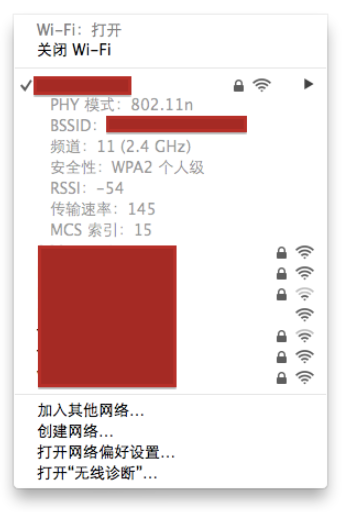 Wi-Fi：打开
关闭 Wi-Fi
PHY 模式：802.11n
BSSID：
频道：11 (2.4 GHz)
安全性：WPA2 个人级
RSSI：-54
传输速率：145
MCS 索引：15
加入其他网络...
创建网络...
打开网络偏好设置...
打开“无线诊断”...